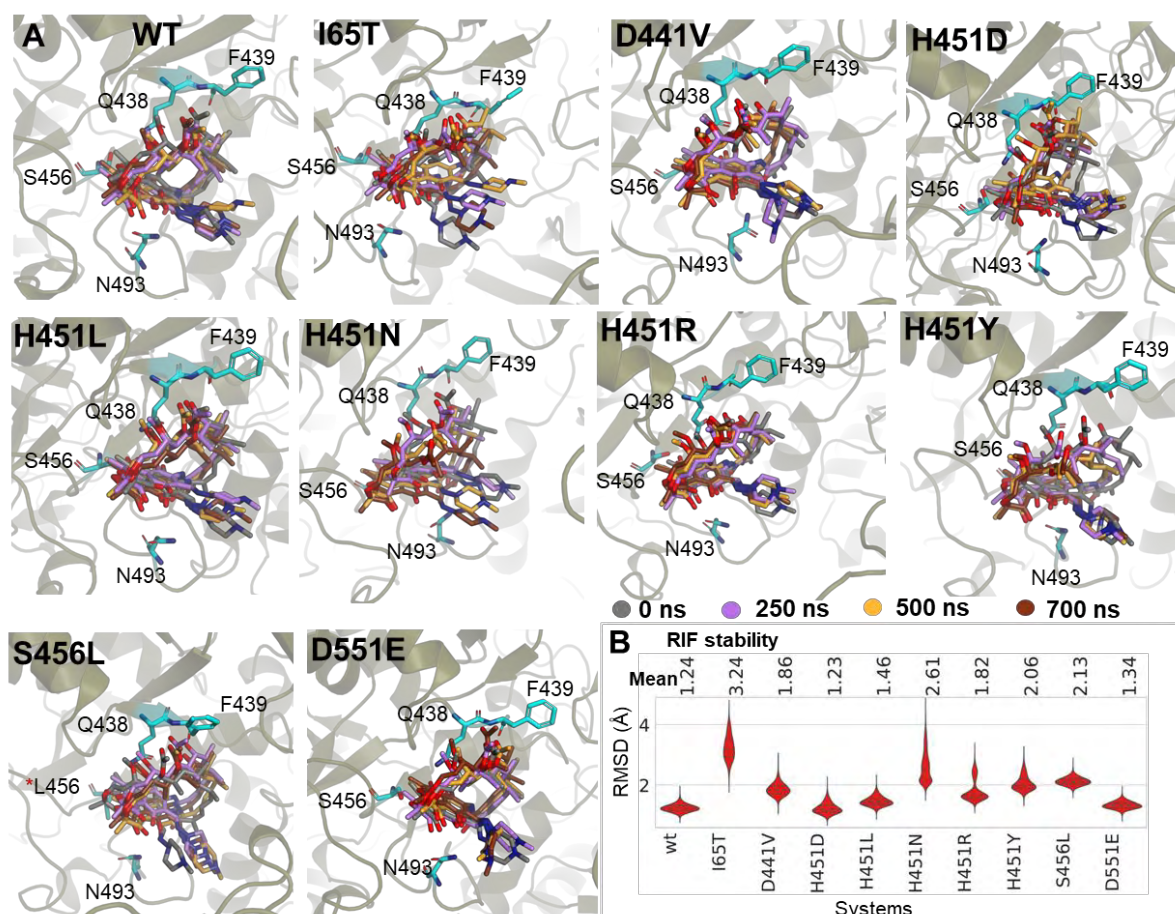 A
WT
F439
Q438
S456
N493
I65T
F439
Q438
S456
N493
D441V
F439
Q438
S456
N493
H451D
F439
Q438
S456
N493
H451L
F439
Q438
S456
N493
H451N
F439
Q438
S456
N493
H451R
F439
Q438
S456
N493
H451Y
F439
Q438
S456
N493
0 ns 250 ns 500 ns 700 ns
S456L
F439
Q438
*L456
N493
D551E
F439
Q438
S456
N493
B RIF stability
Mean 1.24 3.24 1.86 1.23 1.46 2.61 1.82 2.06 2.13 1.34
RMSD (Å)
4
2
wt I65T D441V H451D H451L H451N H451R H451Y S456L D551E
Systems